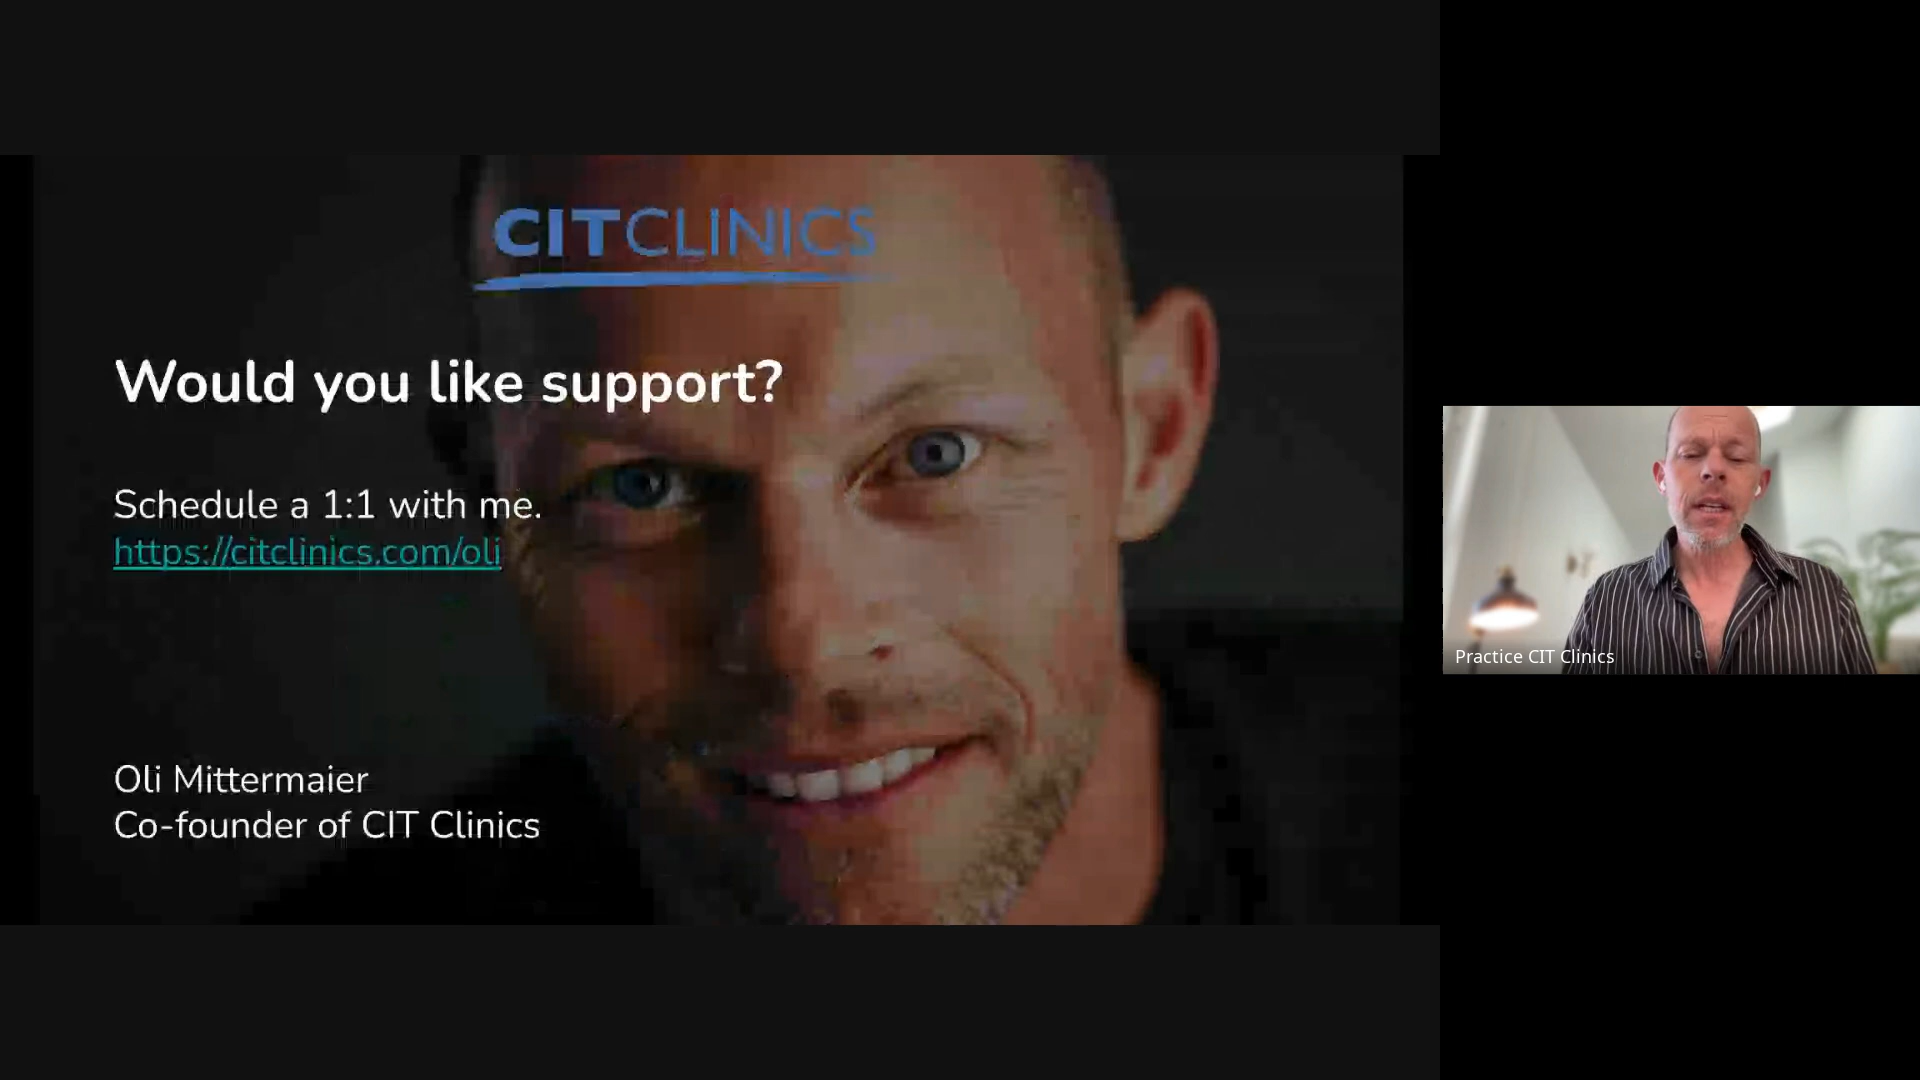 CITCLINICS
Would you like support?
Schedule a 1:1 with me.
https://citclinics.com/oli
Oli Mittermaier
Co-founder of CIT Clinics
Practice CIT Clinics